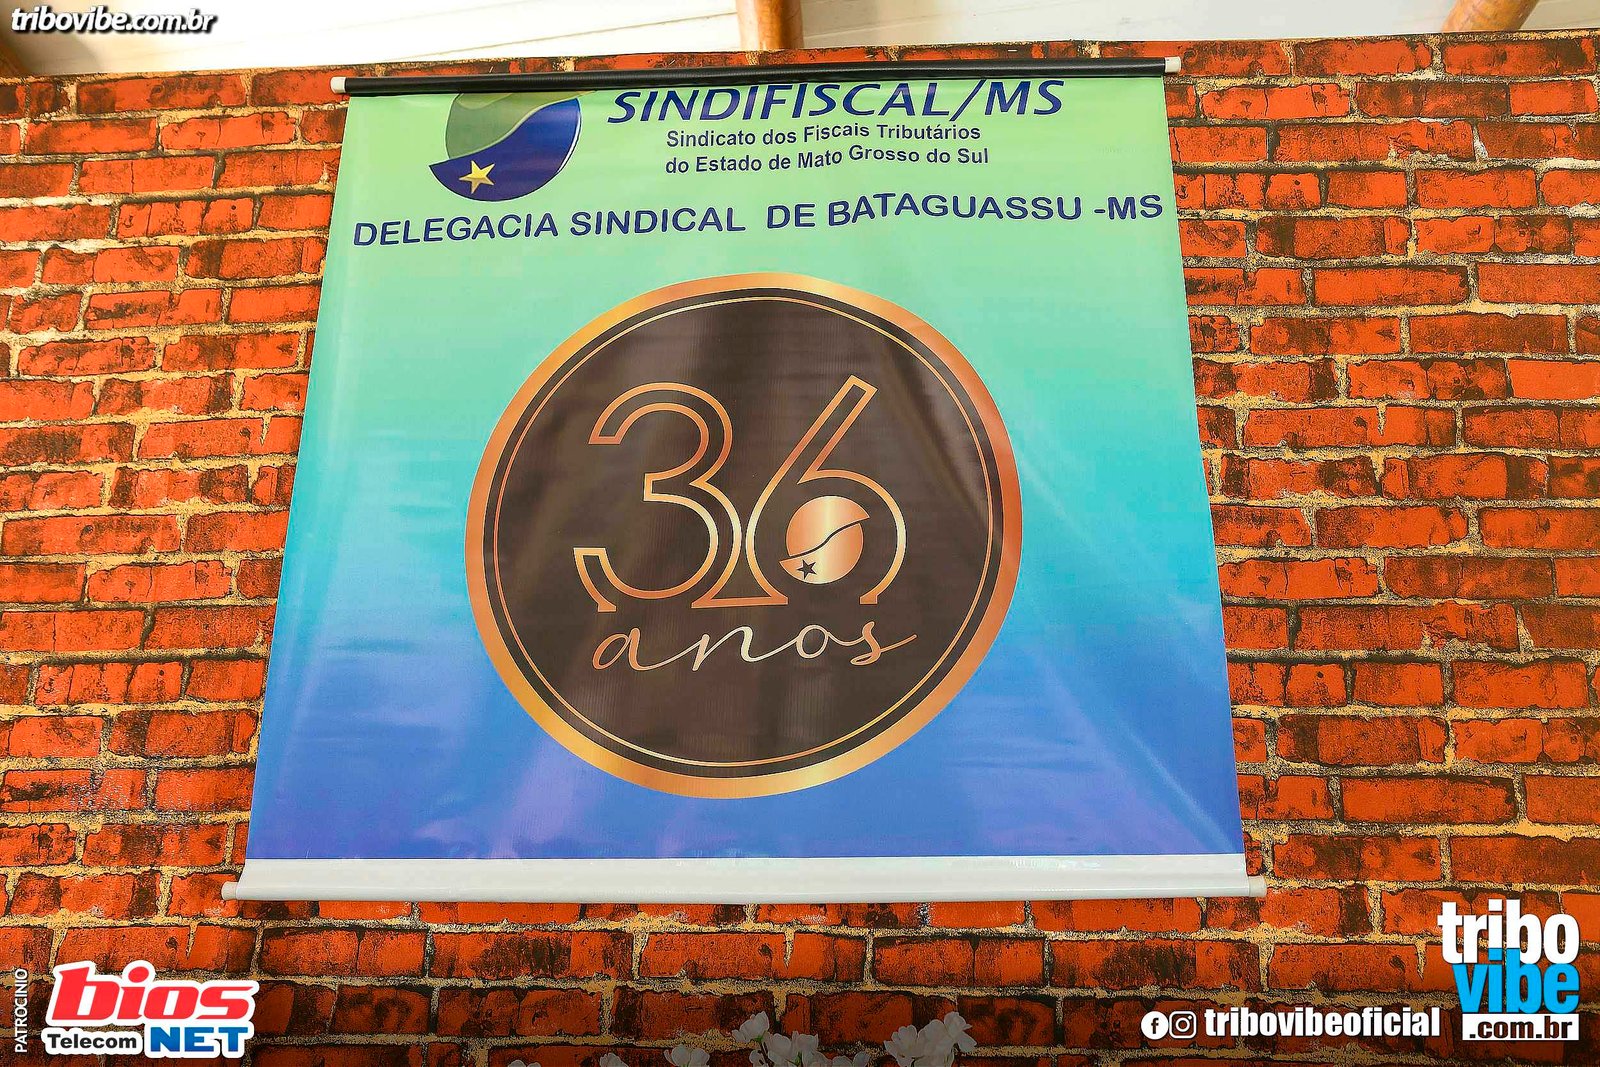 tribovibe.com.br
SINDIFISCAL/MS
Sindicato dos Fiscais Tributários
do Estado de Mato Grosso do Sul
DELEGACIA SINDICAL DE BATAGUASSU -MS
36
anos
PATROCINIO
bios
Telecom NET
tribovibeoficial
tribo
vibe
.com.br